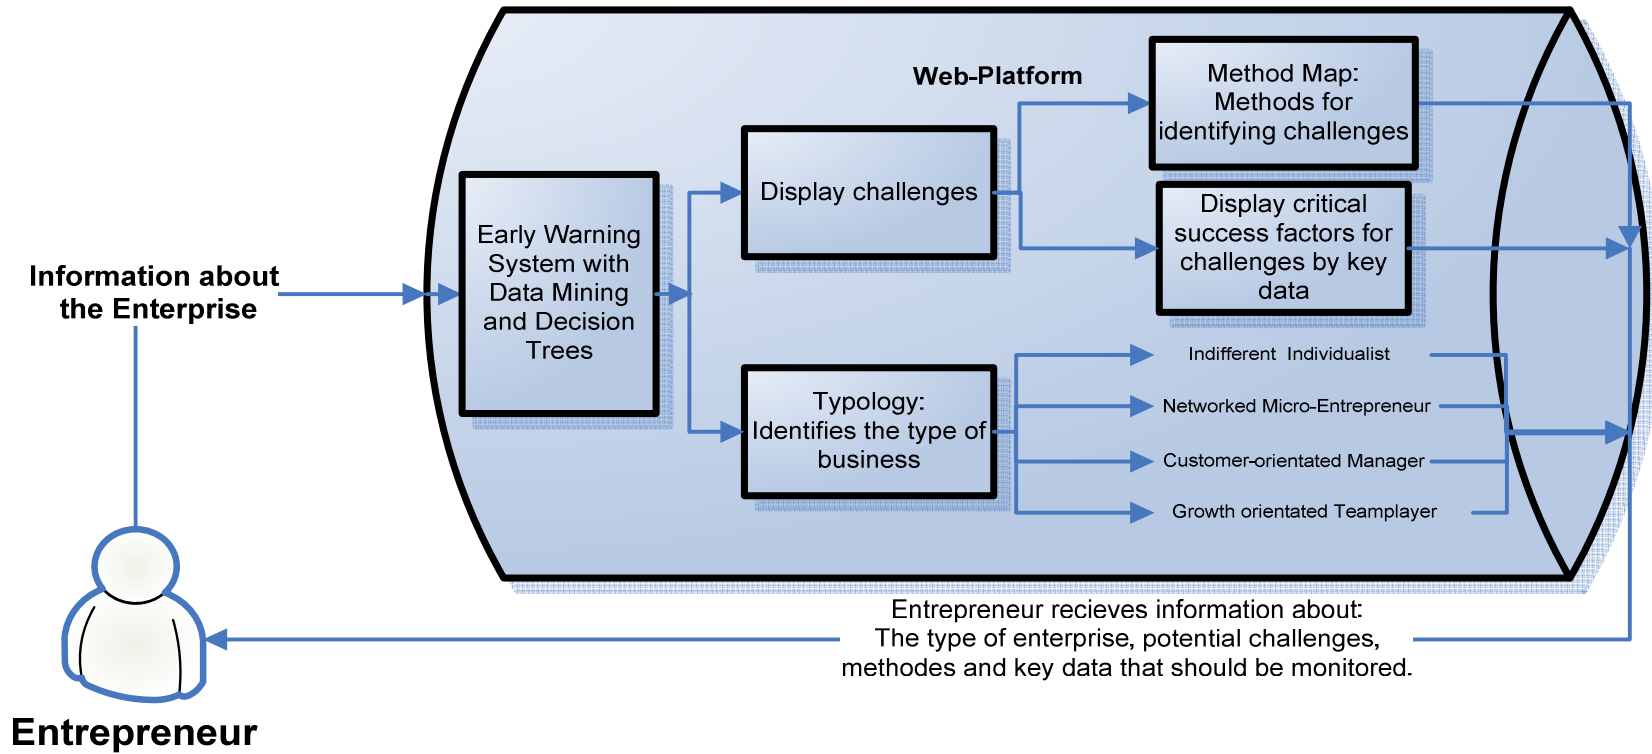 Web-Platform
Method Map:
Methods for
identifying challenges
Display challenges
Display critical
success factors for
challenges by key
data
Early Warning
System with
Data Mining
and Decision
Trees
Information about
the Enterprise
Typology:
Identifies the type of
business
Indifferent Individualist
Networked Micro-Entrepreneur
Customer-orientated Manager
Growth orientated Teamplayer
Entrepreneur recieves information about:
The type of enterprise, potential challenges,
methodes and key data that should be monitored.
Entrepreneur